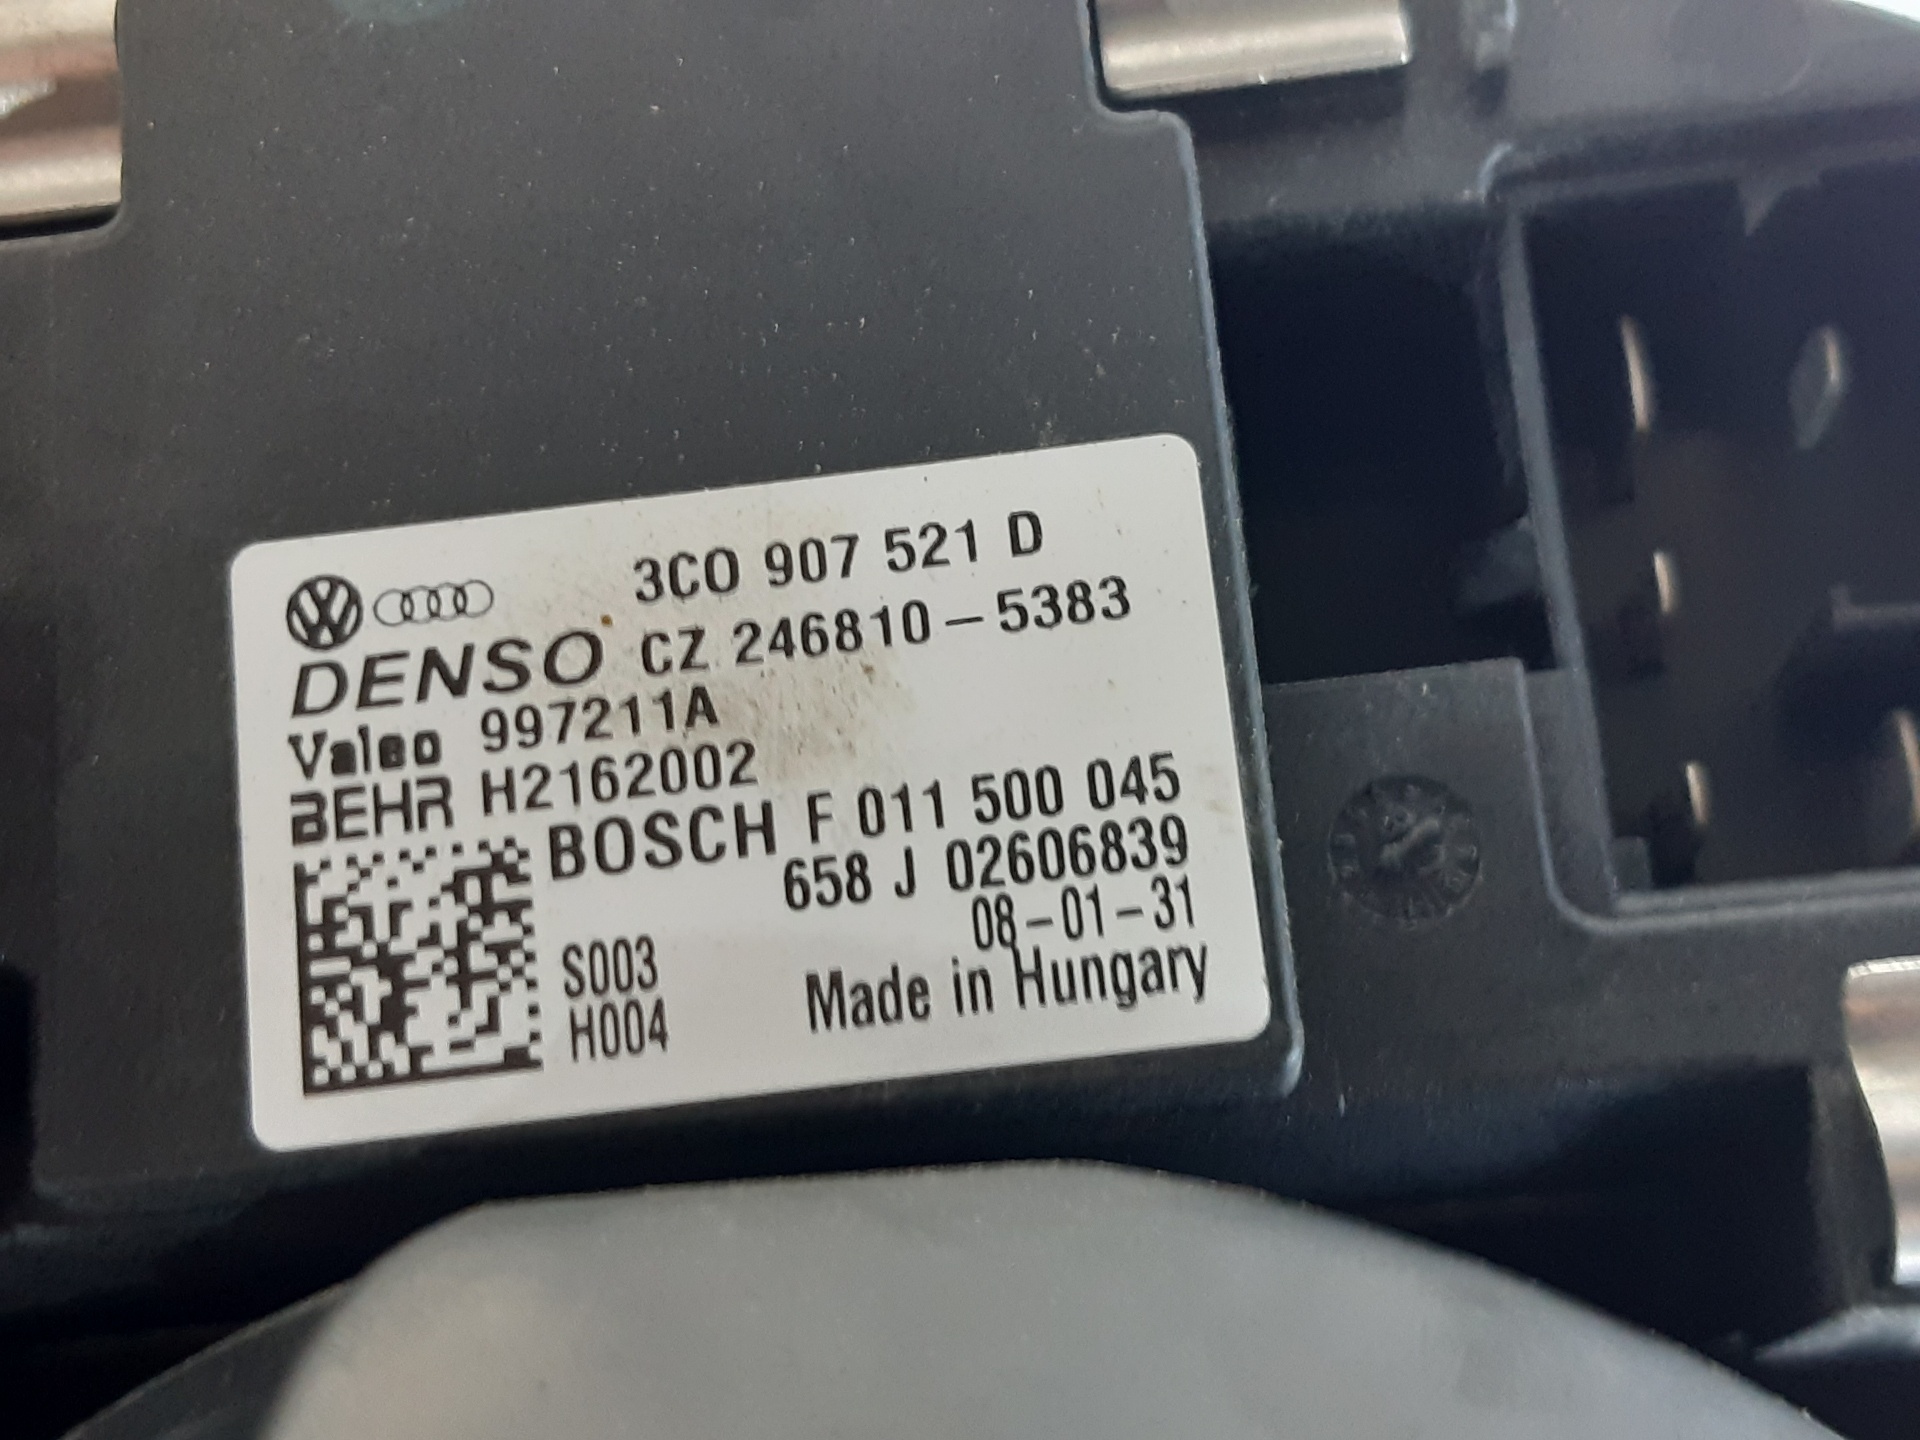 3C0 907 521 D
DENSO CZ 246810-5383
Valeo 997211A
BEHR H2162002
BOSCH F 011 500 045
658 J 02606839
08-01-31
S003
H004
Made in Hungary